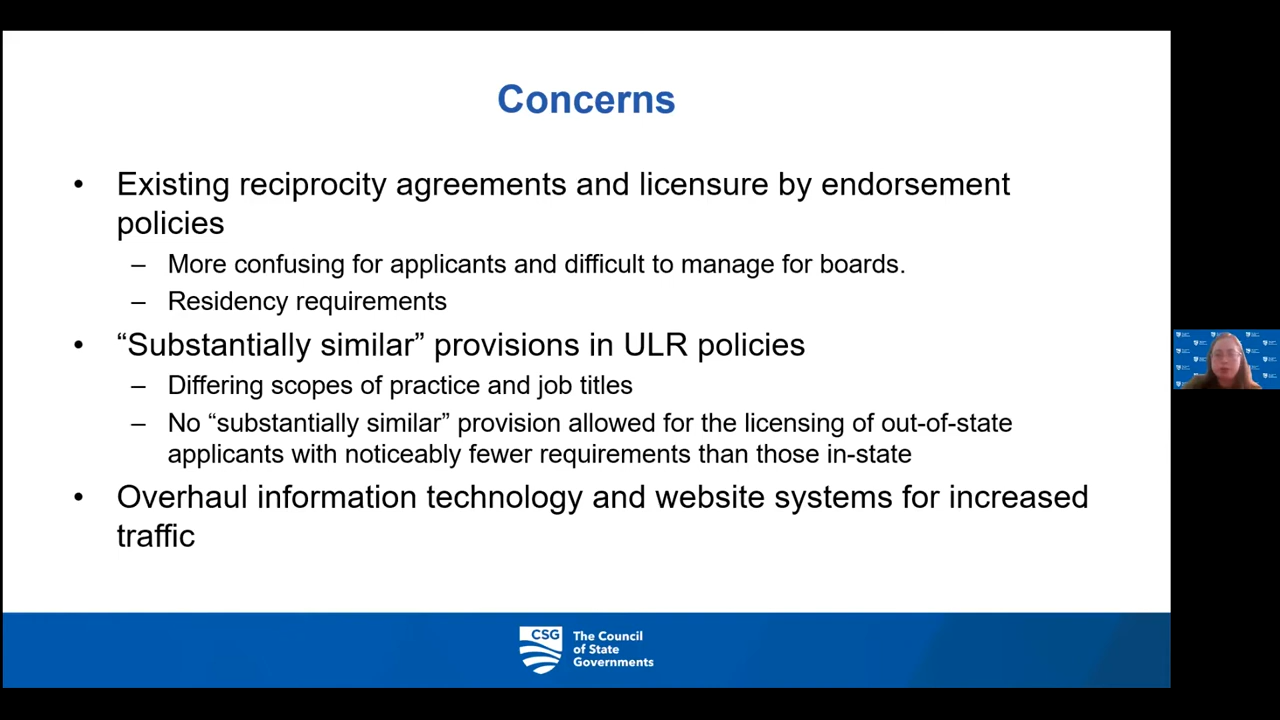 Concerns
• Existing reciprocity agreements and licensure by endorsement
policies
– More confusing for applicants and difficult to manage for boards.
– Residency requirements
• “Substantially similar” provisions in ULR policies
– Differing scopes of practice and job titles
– No “substantially similar” provision allowed for the licensing of out-of-state
applicants with noticeably fewer requirements than those in-state
• Overhaul information technology and website systems for increased
traffic
CSG
The Council
of State
Governments